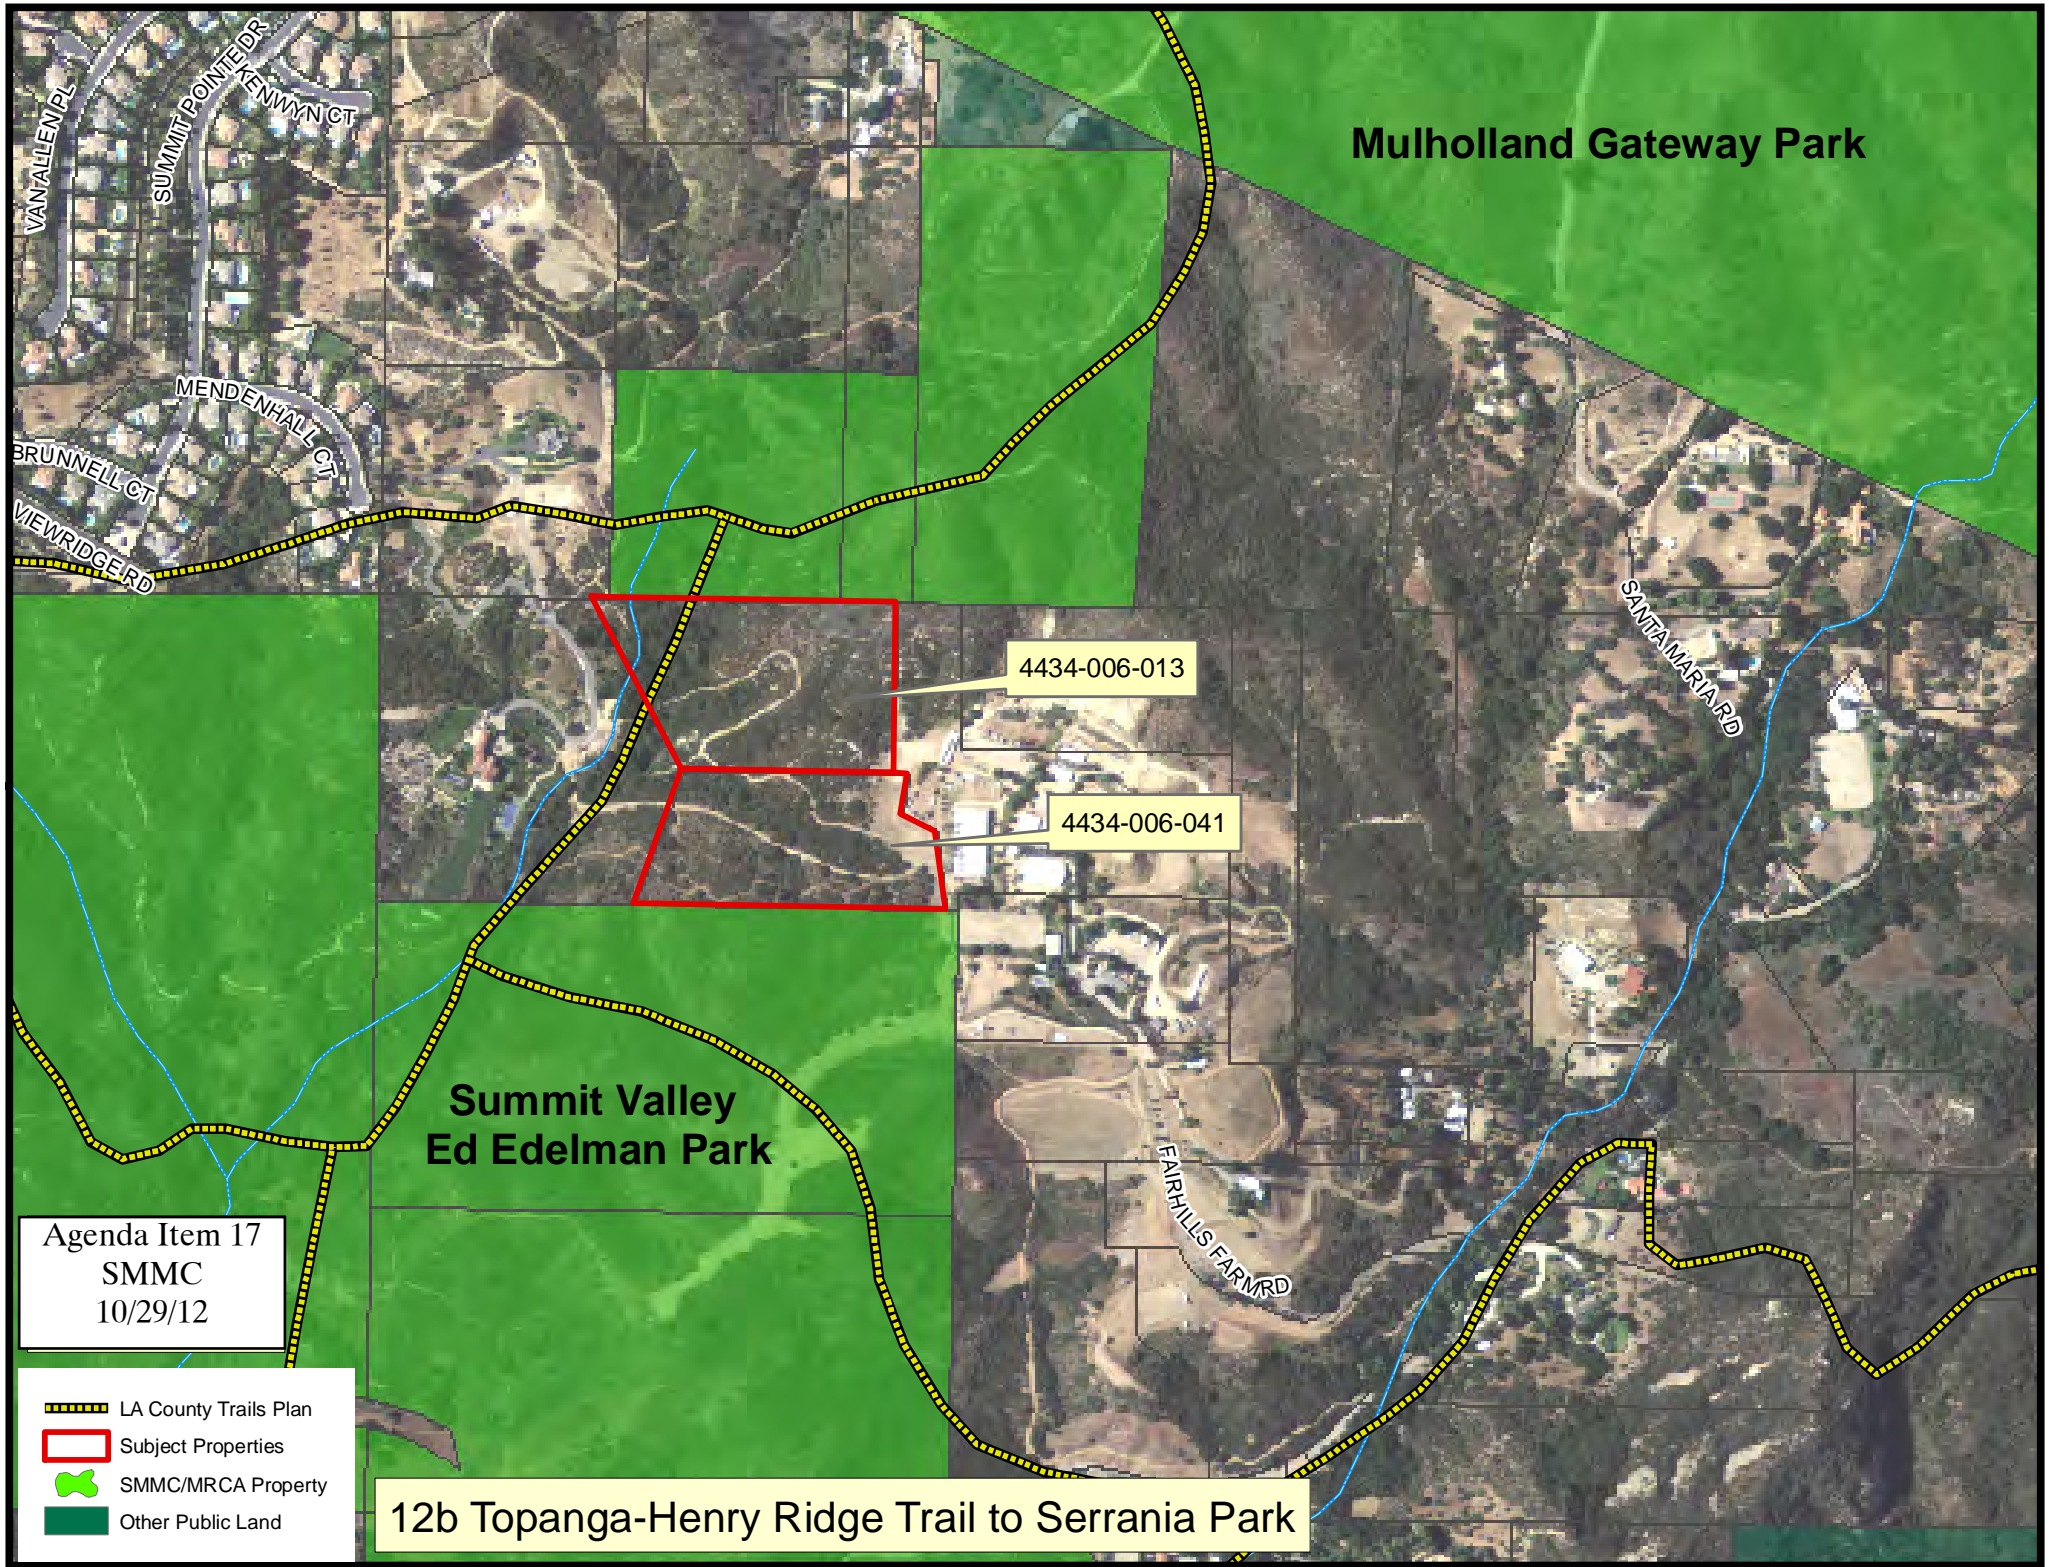 VAN ALLEN PL
SUMMIT POINTE DR
KENWYN CT
Mulholland Gateway Park
MENDENHALL CT
BRUNNELL CT
VIEWRIDGE RD
SANTA MARIA RD
4434-006-013
4434-006-041
Summit Valley
Ed Edelman Park
FAIRHILLS FARM RD
Agenda Item 17
SMMC
10/29/12
LA County Trails Plan
Subject Properties
SMMC/MRCA Property
Other Public Land
12b Topanga-Henry Ridge Trail to Serrania Park